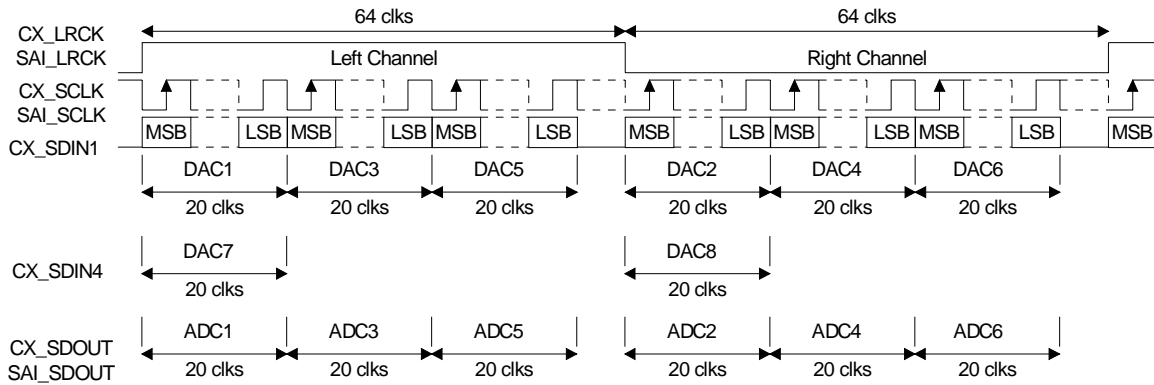 64 clks 64 clks
CX_LRCK
SAI_LRCK Left Channel Right Channel
CX_SCLK
SAI_SCLK
MSB LSB MSB LSB MSB LSB MSB LSB MSB LSB MSB LSB MSB
CX_SDIN1
DAC1 DAC3 DAC5 DAC2 DAC4 DAC6
20 clks 20 clks 20 clks 20 clks 20 clks 20 clks
DAC7 DAC8
CX_SDIN4
20 clks 20 clks
ADC1 ADC3 ADC5 ADC2 ADC4 ADC6
CX_SDOUT
20 clks 20 clks 20 clks 20 clks 20 clks 20 clks
SAI_SDOUT